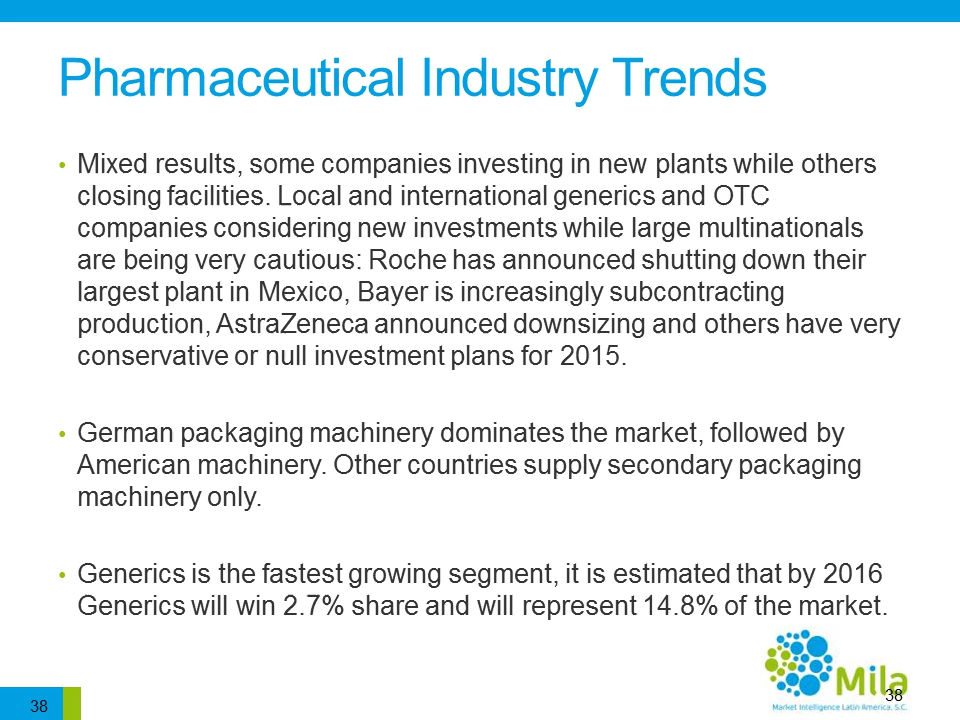 Pharmaceutical Industry Trends
• Mixed results, some companies investing in new plants while others
closing facilities. Local and international generics and OTC
companies considering new investments while large multinationals
are being very cautious: Roche has announced shutting down their
largest plant in Mexico, Bayer is increasingly subcontracting
production, AstraZeneca announced downsizing and others have very
conservative or null investment plans for 2015.
• German packaging machinery dominates the market, followed by
American machinery. Other countries supply secondary packaging
machinery only.
• Generics is the fastest growing segment, it is estimated that by 2016
Generics will win 2.7% share and will represent 14.8% of the market.
Mila
38
Market Intelligence Latin America, S.C.
38